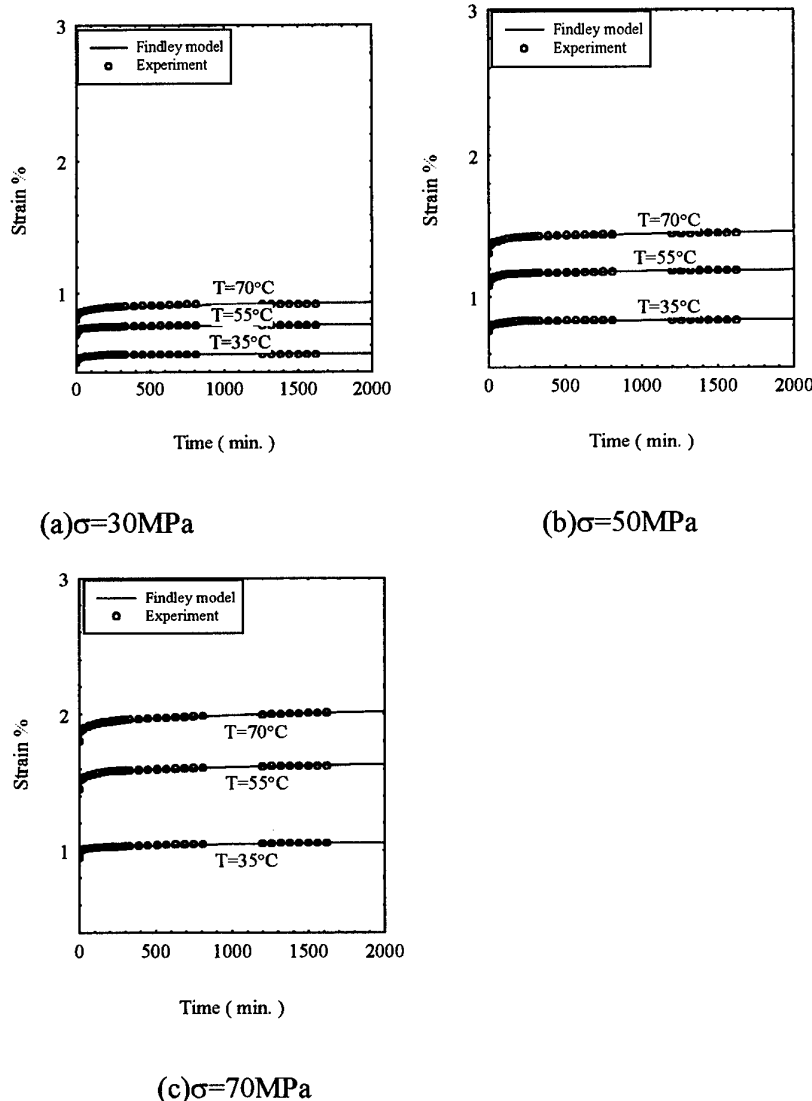 3
Findley model
Experiment
2
Strain %
T=70°C
1
T=55°C
T=35°C
0 500 1000 1500 2000
Time ( min. )
(a)σ=30MPa
3
Findley model
Experiment
2
Strain %
T=70°C
T=55°C
1
T=35°C
0 500 1000 1500 2000
Time ( min. )
(b)σ=50MPa
3
Findley model
Experiment
2
T=70°C
Strain %
T=55°C
1
T=35°C
0 500 1000 1500 2000
Time ( min. )
(c)σ=70MPa